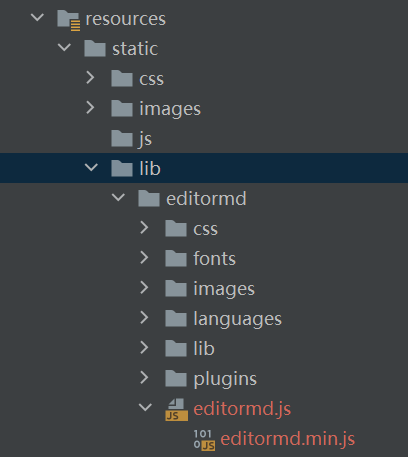 resources
static
css
images
js
lib
editormd
css
fonts
images
languages
lib
plugins
editormd.js
editormd.min.js